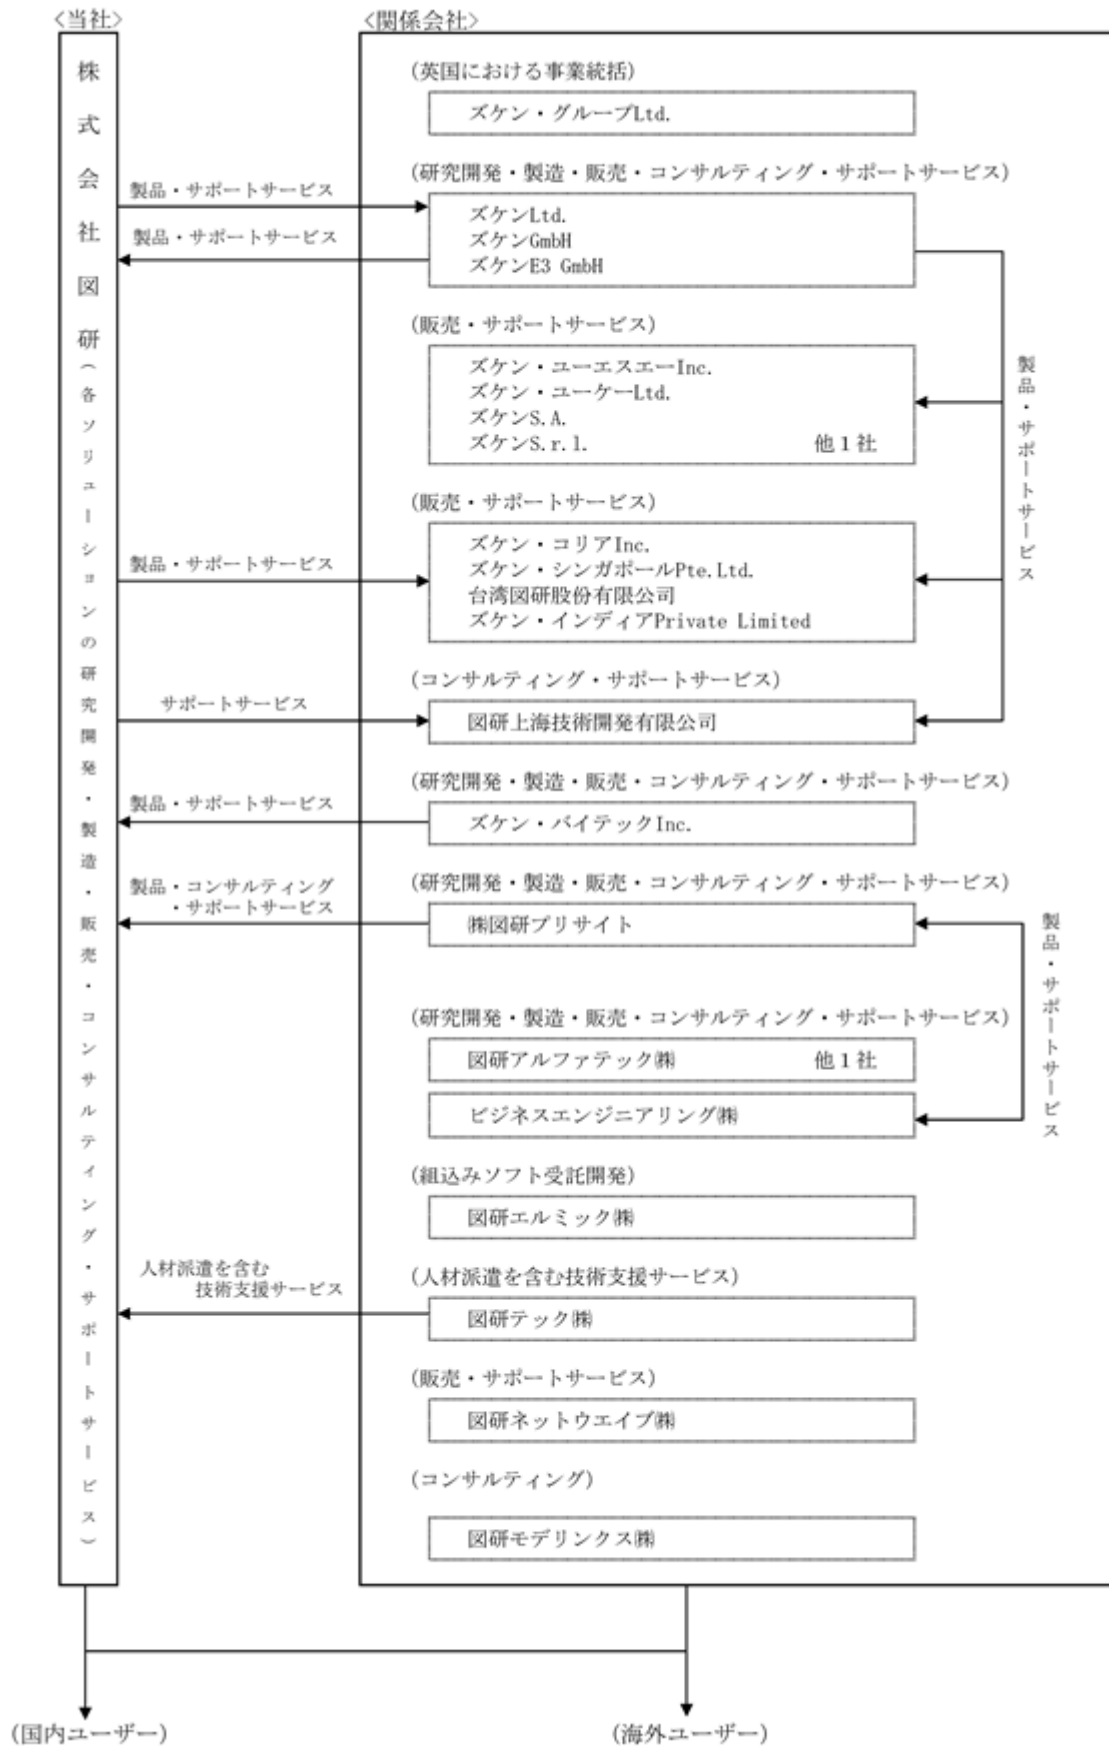 <当社>
株式会社図研(各ソリューションの研究開発・製造・販売・コンサルティング・サポートサービス)
<関係会社>
(英国における事業統括)
ズケン・グループLtd.
(研究開発・製造・販売・コンサルティング・サポートサービス)
製品・サポートサービス
製品・サポートサービス
ズケンLtd.
ズケンGmbH
ズケンE3 GmbH
(販売・サポートサービス)
ズケン・ユーエスエーInc.
ズケン・ユーケーLtd.
ズケンS.A.
ズケンS.r.l. 他1社
製品・サポートサービス
(販売・サポートサービス)
製品・サポートサービス
ズケン・コリアInc.
ズケン・シンガポールPte.Ltd.
台湾図研股份有限公司
ズケン・インディアPrivate Limited
(コンサルティング・サポートサービス)
サポートサービス
図研上海技術開発有限公司
(研究開発・製造・販売・コンサルティング・サポートサービス)
製品・サポートサービス
ズケン・バイテックInc.
(研究開発・製造・販売・コンサルティング・サポートサービス)
製品・コンサルティング
・サポートサービス
㈱図研プリサイト
製品・サポートサービス
(研究開発・製造・販売・コンサルティング・サポートサービス)
図研アルファテック㈱ 他1社
ビジネスエンジニアリング㈱
(組込みソフト受託開発)
図研エルミック㈱
(人材派遣を含む技術支援サービス)
人材派遣を含む
技術支援サービス
図研テック㈱
(販売・サポートサービス)
図研ネットウエイブ㈱
(コンサルティング)
図研モデリンクス㈱
(国内ユーザー)
(海外ユーザー)